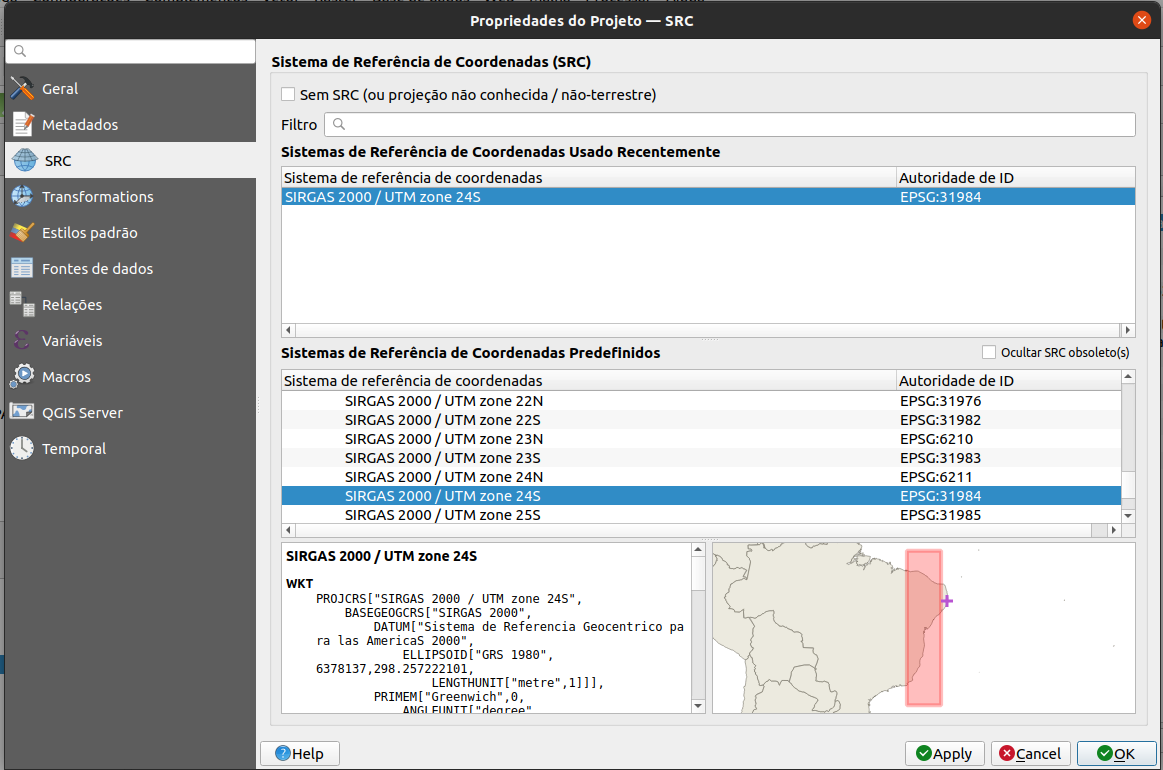 Propriedades do Projeto — SRC
Geral
Metadados
SRC
Transformations
Estilos padrão
Fontes de dados
Relações
Variáveis
Macros
QGIS Server
Temporal
Sistema de Referência de Coordenadas (SRC)
Sem SRC (ou projeção não conhecida / não-terrestre)
Filtro
Sistemas de Referência de Coordenadas Usado Recentemente
Sistema de referência de coordenadas Autoridade de ID
SIRGAS 2000 / UTM zone 24S EPSG:31984
Sistemas de Referência de Coordenadas Predefinidos Ocultar SRC obsoleto(s)
Sistema de referência de coordenadas Autoridade de ID
SIRGAS 2000 / UTM zone 22N EPSG:31976
SIRGAS 2000 / UTM zone 22S EPSG:31982
SIRGAS 2000 / UTM zone 23N EPSG:6210
SIRGAS 2000 / UTM zone 23S EPSG:31983
SIRGAS 2000 / UTM zone 24N EPSG:6211
SIRGAS 2000 / UTM zone 24S EPSG:31984
SIRGAS 2000 / UTM zone 25S EPSG:31985
SIRGAS 2000 / UTM zone 24S
WKT
PROJCRS["SIRGAS 2000 / UTM zone 24S",
BASEGEOGCRS["SIRGAS 2000",
DATUM["Sistema de Referencia Geocentrico pa
ra las AmericaS 2000",
ELLIPSOID["GRS 1980",
6378137,298.257222101,
LENGTHUNIT["metre",1]]],
PRIMEM["Greenwich",0,
ANGLEUNIT["degree"
Help
Apply
Cancel
OK